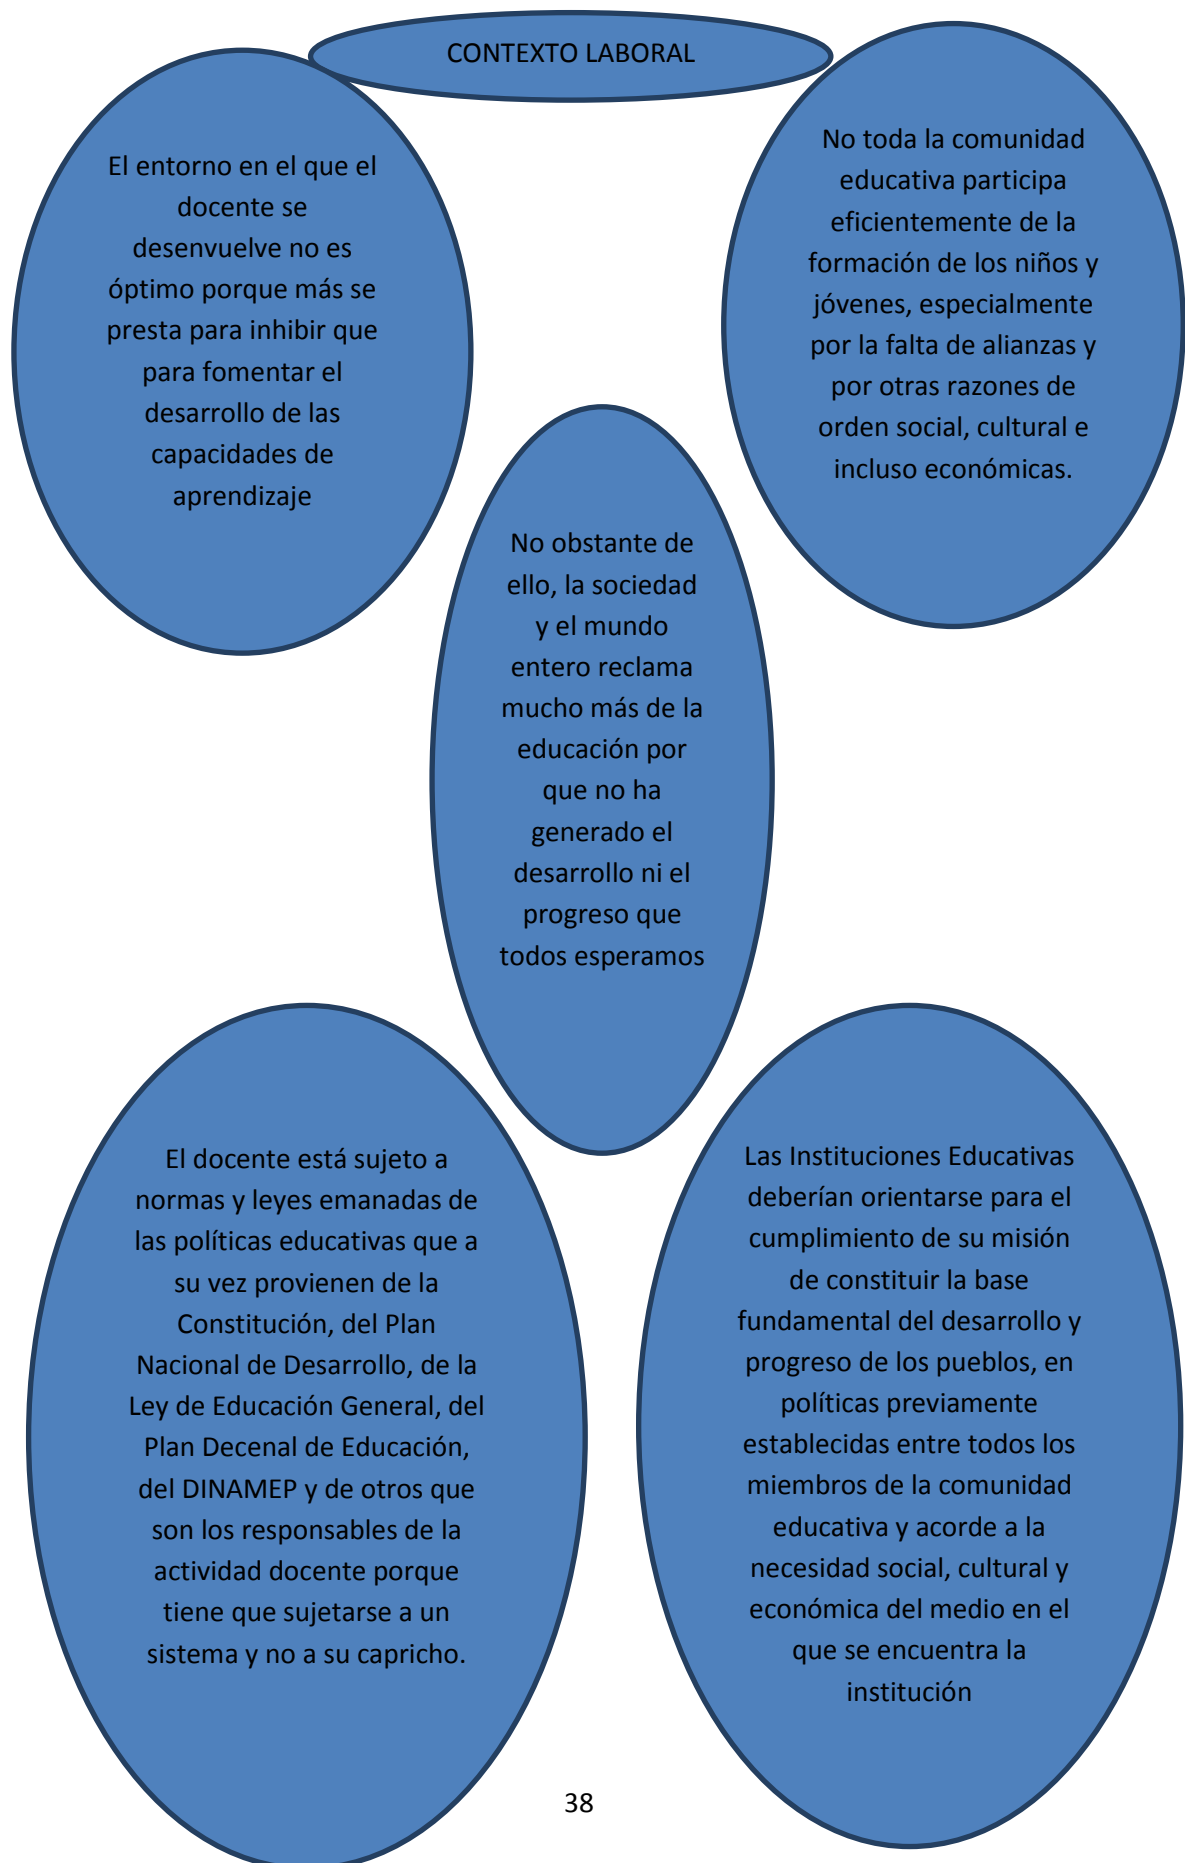 CONTEXTO LABORAL
El entorno en el que el
docente se
desenvuelve no es
óptimo porque más se
presta para inhibir que
para fomentar el
desarrollo de las
capacidades de
aprendizaje
No toda la comunidad
educativa participa
eficientemente de la
formación de los niños y
jóvenes, especialmente
por la falta de alianzas y
por otras razones de
orden social, cultural e
incluso económicas.
No obstante de
ello, la sociedad
y el mundo
entero reclama
mucho más de la
educación por
que no ha
generado el
desarrollo ni el
progreso que
todos esperamos
El docente está sujeto a
normas y leyes emanadas de
las políticas educativas que a
su vez provienen de la
Constitución, del Plan
Nacional de Desarrollo, de la
Ley de Educación General, del
Plan Decenal de Educación,
del DINAMEP y de otros que
son los responsables de la
actividad docente porque
tiene que sujetarse a un
sistema y no a su capricho.
Las Instituciones Educativas
deberían orientarse para el
cumplimiento de su misión
de constituir la base
fundamental del desarrollo y
progreso de los pueblos, en
políticas previamente
establecidas entre todos los
miembros de la comunidad
educativa y acorde a la
necesidad social, cultural y
económica del medio en el
que se encuentra la
institución
38